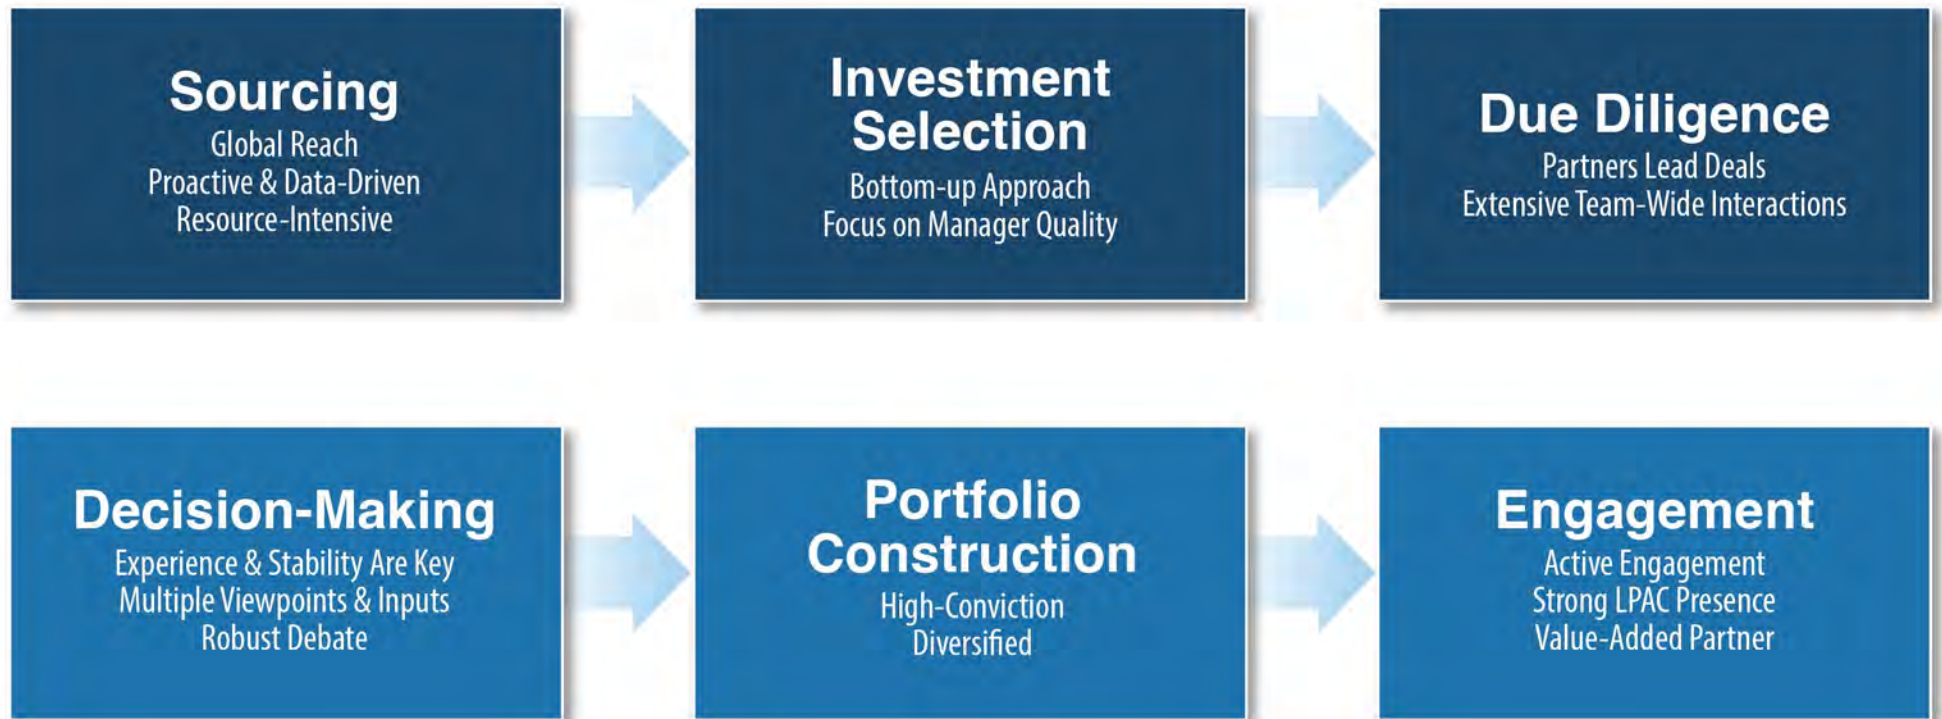 Sourcing
Global Reach
Proactive & Data-Driven
Resource-Intensive
Investment
Selection
Bottom-up Approach
Focus on Manager Quality
Due Diligence
Partners Lead Deals
Extensive Team-Wide Interactions
Decision-Making
Experience & Stability Are Key
Multiple Viewpoints & Inputs
Robust Debate
Portfolio
Construction
High-Conviction
Diversified
Engagement
Active Engagement
Strong LPAC Presence
Value-Added Partner